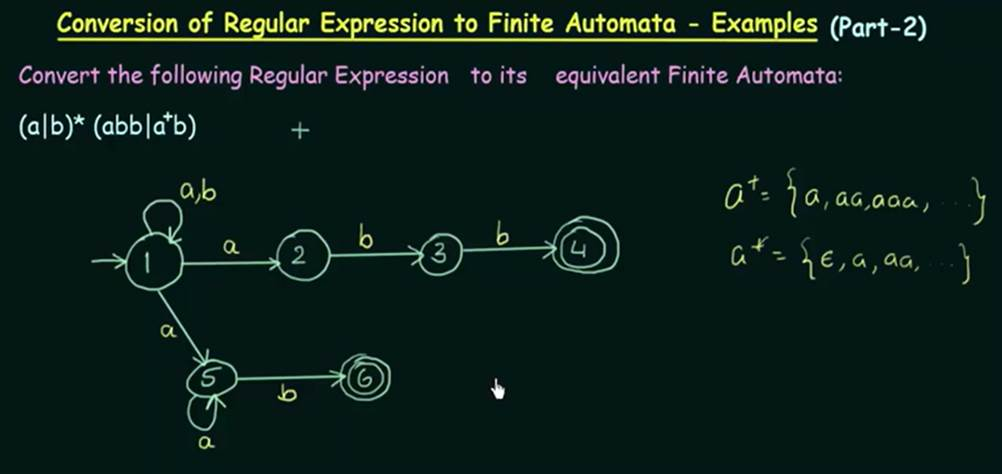 Conversion of Regular Expression to Finite Automata - Examples (Part-2)
Convert the following Regular Expression to its equivalent Finite Automata:
(a|b)* (abb|a⁺b) +
a,b
a⁺ = {a, aa, aaa, ...}
a b b
1 2 3 4
a* = {ϵ, a, aa, ...}
a
5 6
b
a